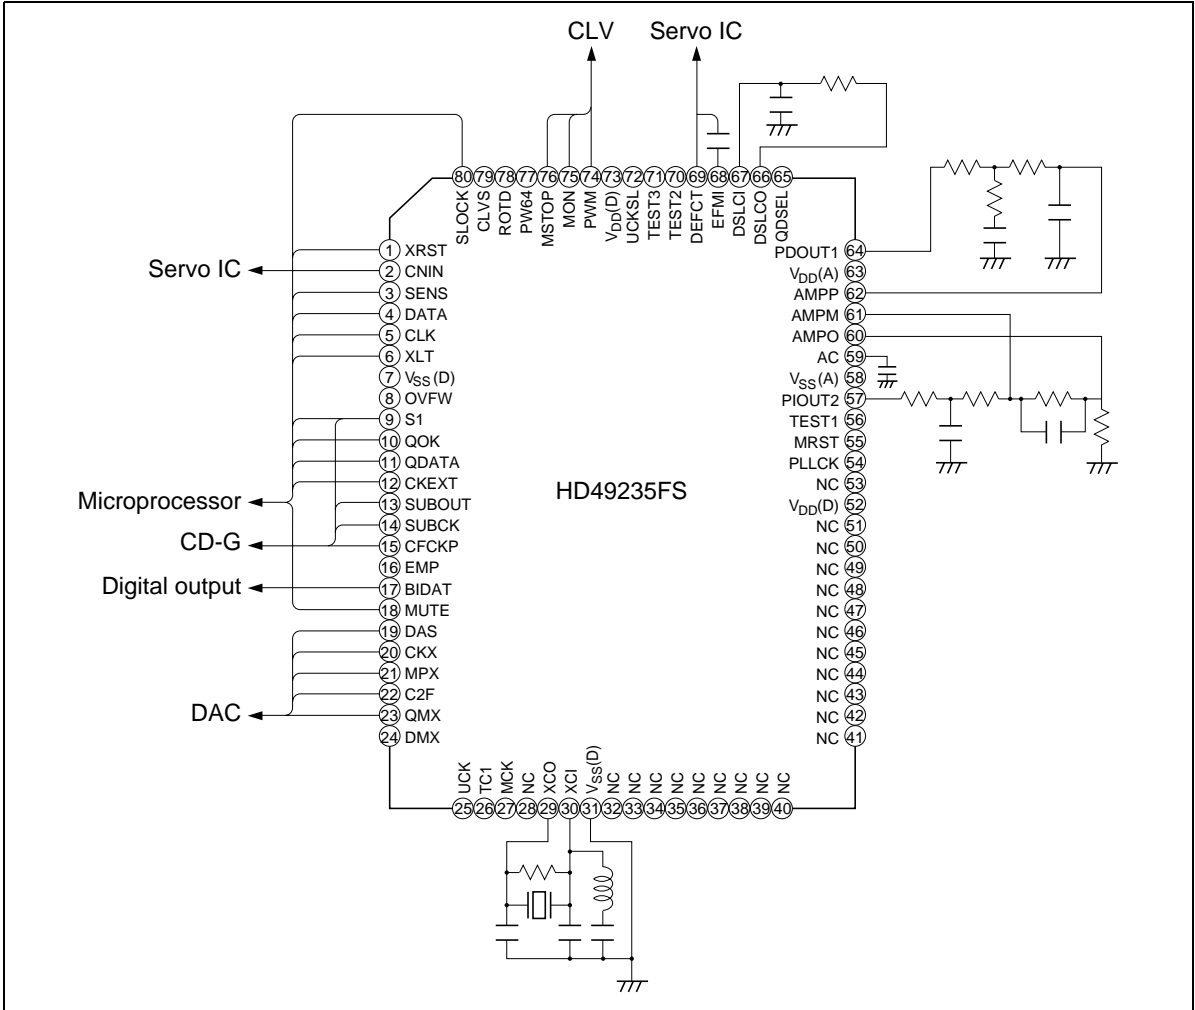 CLV
Servo IC
80 79 78 77 76 75 74 73 72 71 70 69 68 67 66 65
SLOCK
CLVS
ROTD
PW64
MSTOP
MON
PWM
VDD(D)
UCKSL
TEST3
TEST2
DEFCT
EFMI
DSLCI
DSLCO
QDSEL
1 XRST
Servo IC 2 CNIN
3 SENS
4 DATA
5 CLK
6 XLT
7 VSS(D)
8 OVFW
9 S1
10 QOK
11 QDATA
12 CKEXT
Microprocessor 13 SUBOUT
14 SUBCK
CD-G 15 CFCKP
16 EMP
Digital output 17 BIDAT
18 MUTE
19 DAS
20 CKX
21 MPX
22 C2F
DAC 23 QMX
24 DMX
HD49235FS
PDOUT1 64
VDD(A) 63
AMPP 62
AMPM 61
AMPO 60
AC 59
VSS(A) 58
PIOUT2 57
TEST1 56
MRST 55
PLLCK 54
NC 53
VDD(D) 52
NC 51
NC 50
NC 49
NC 48
NC 47
NC 46
NC 45
NC 44
NC 43
NC 42
NC 41
UCK
TC1
MCK
NC
XCO
XCI
VSS(D)
NC
NC
NC
NC
NC
NC
NC
NC
NC
25 26 27 28 29 30 31 32 33 34 35 36 37 38 39 40